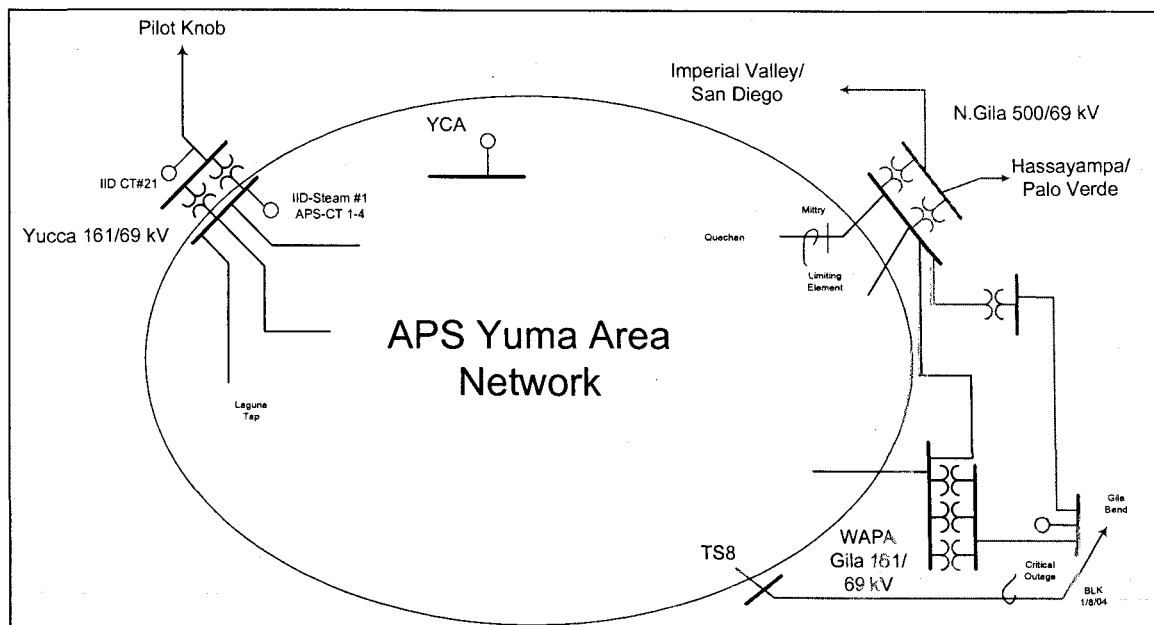 Pilot Knob
Imperial Valley/
San Diego
N.Gila 500/69 kV
YCA
Hassayampa/
Palo Verde
IID CT#21
IID-Steam #1
APS-CT 1-4
Mittry
Yucca 161/69 kV
Quechan
Limiting
Element
APS Yuma Area
Network
Laguna
Tap
Gila
Bend
TS8
WAPA
Gila 161/
69 kV
Critical
Outage
BLK
1/8/04